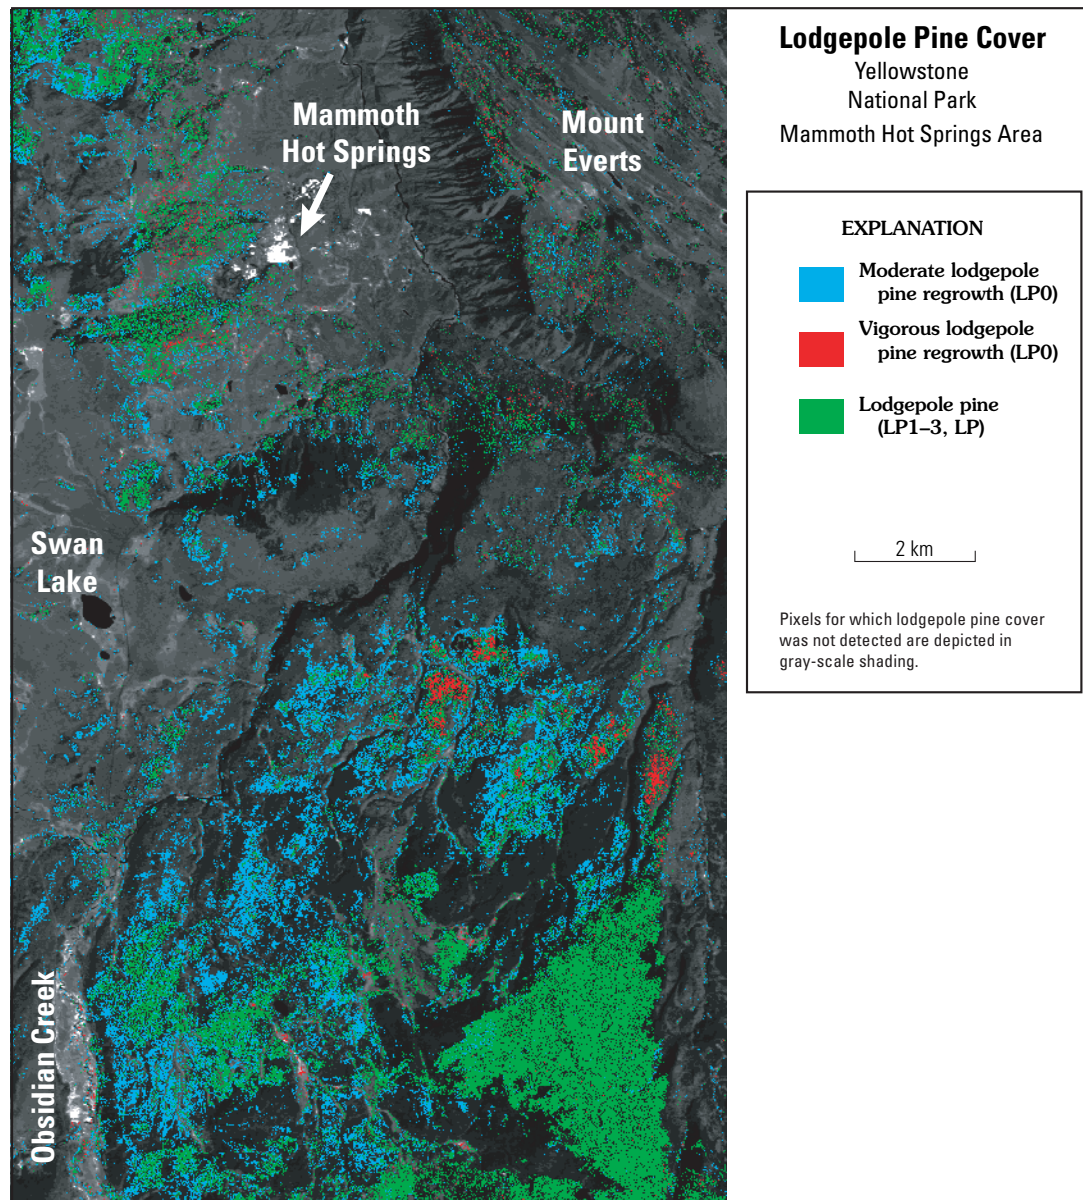 Lodgepole Pine Cover
Yellowstone
National Park
Mammoth Hot Springs Area
Mammoth
Hot Springs
Mount
Everts
Swan
Lake
Obsidian Creek
EXPLANATION
Moderate lodgepole
pine regrowth (LP0)
Vigorous lodgepole
pine regrowth (LP0)
Lodgepole pine
(LP1–3, LP)
2 km
Pixels for which lodgepole pine cover
was not detected are depicted in
gray-scale shading.